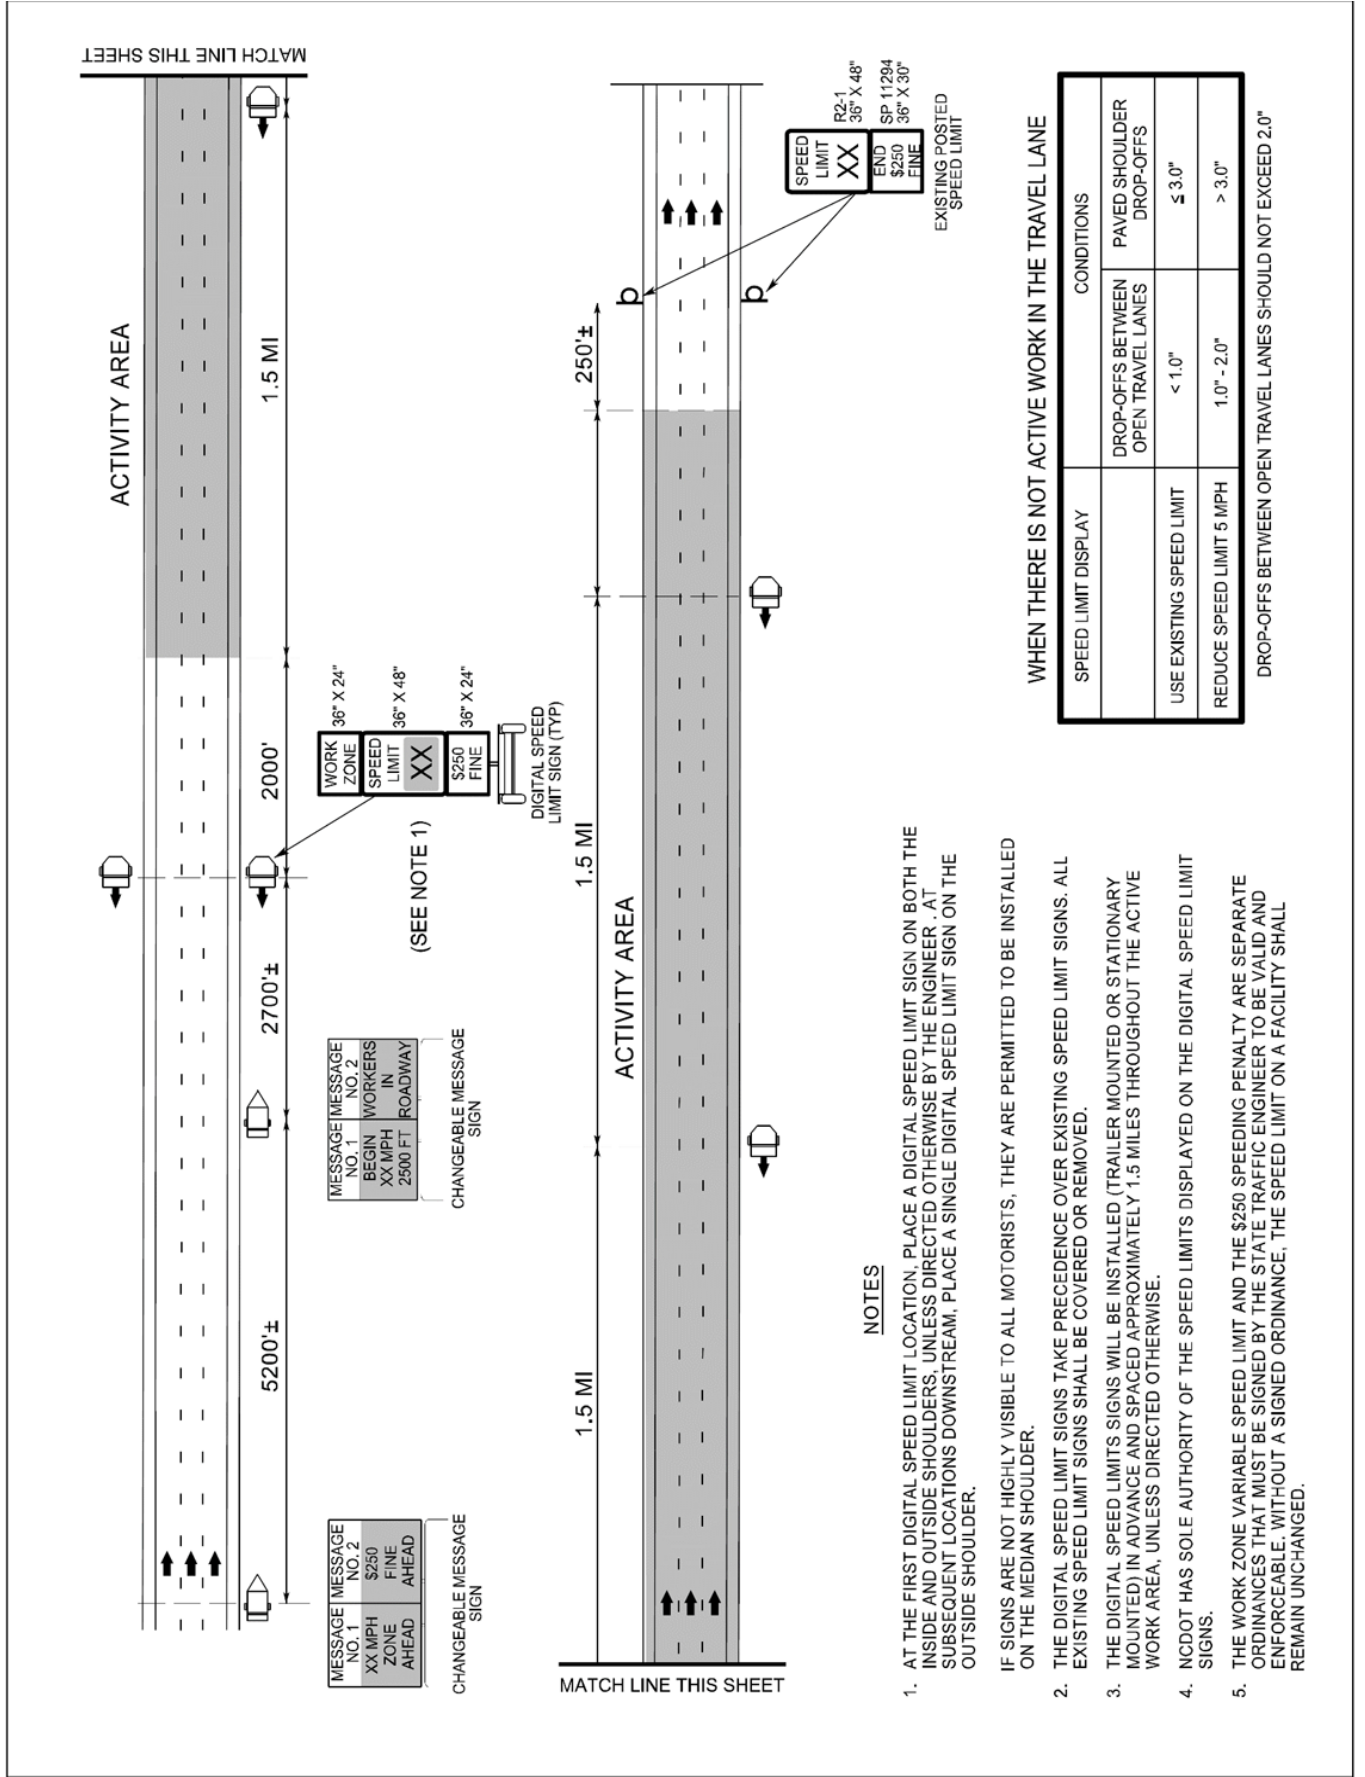 ACTIVITY AREA
MATCH LINE THIS SHEET
5200'±
2700'±
2000'
1.5 MI
MESSAGE NO. 1
MESSAGE NO. 2
XX MPH
ZONE
AHEAD
$250
FINE
AHEAD
CHANGEABLE MESSAGE
SIGN
MESSAGE NO. 1
MESSAGE NO. 2
BEGIN
XX MPH
2500 FT
WORKERS
IN
ROADWAY
CHANGEABLE MESSAGE
SIGN
(SEE NOTE 1)
WORK
ZONE
36" X 24"
SPEED
LIMIT
XX
36" X 48"
$250
FINE
36" X 24"
DIGITAL SPEED
LIMIT SIGN (TYP)
MATCH LINE THIS SHEET
1.5 MI
1.5 MI
250'±
ACTIVITY AREA
SPEED
LIMIT
XX
R2-1
36" X 48"
END
$250
FINE
SP 11294
36" X 30"
EXISTING POSTED
SPEED LIMIT
NOTES
1. AT THE FIRST DIGITAL SPEED LIMIT LOCATION, PLACE A DIGITAL SPEED LIMIT SIGN ON BOTH THE
INSIDE AND OUTSIDE SHOULDERS, UNLESS DIRECTED OTHERWISE BY THE ENGINEER . AT
SUBSEQUENT LOCATIONS DOWNSTREAM, PLACE A SINGLE DIGITAL SPEED LIMIT SIGN ON THE
OUTSIDE SHOULDER.
IF SIGNS ARE NOT HIGHLY VISIBLE TO ALL MOTORISTS, THEY ARE PERMITTED TO BE INSTALLED
ON THE MEDIAN SHOULDER.
2. THE DIGITAL SPEED LIMIT SIGNS TAKE PRECEDENCE OVER EXISTING SPEED LIMIT SIGNS. ALL
EXISTING SPEED LIMIT SIGNS SHALL BE COVERED OR REMOVED.
3. THE DIGITAL SPEED LIMITS SIGNS WILL BE INSTALLED (TRAILER MOUNTED OR STATIONARY
MOUNTED) IN ADVANCE AND SPACED APPROXIMATELY 1.5 MILES THROUGHOUT THE ACTIVE
WORK AREA, UNLESS DIRECTED OTHERWISE.
4. NCDOT HAS SOLE AUTHORITY OF THE SPEED LIMITS DISPLAYED ON THE DIGITAL SPEED LIMIT
SIGNS.
5. THE WORK ZONE VARIABLE SPEED LIMIT AND THE $250 SPEEDING PENALTY ARE SEPARATE
ORDINANCES THAT MUST BE SIGNED BY THE STATE TRAFFIC ENGINEER TO BE VALID AND
ENFORCEABLE. WITHOUT A SIGNED ORDINANCE, THE SPEED LIMIT ON A FACILITY SHALL
REMAIN UNCHANGED.
WHEN THERE IS NOT ACTIVE WORK IN THE TRAVEL LANE
SPEED LIMIT DISPLAY
CONDITIONS
DROP-OFFS BETWEEN
OPEN TRAVEL LANES
PAVED SHOULDER
DROP-OFFS
USE EXISTING SPEED LIMIT
< 1.0"
≤ 3.0"
REDUCE SPEED LIMIT 5 MPH
1.0" - 2.0"
> 3.0"
DROP-OFFS BETWEEN OPEN TRAVEL LANES SHOULD NOT EXCEED 2.0"